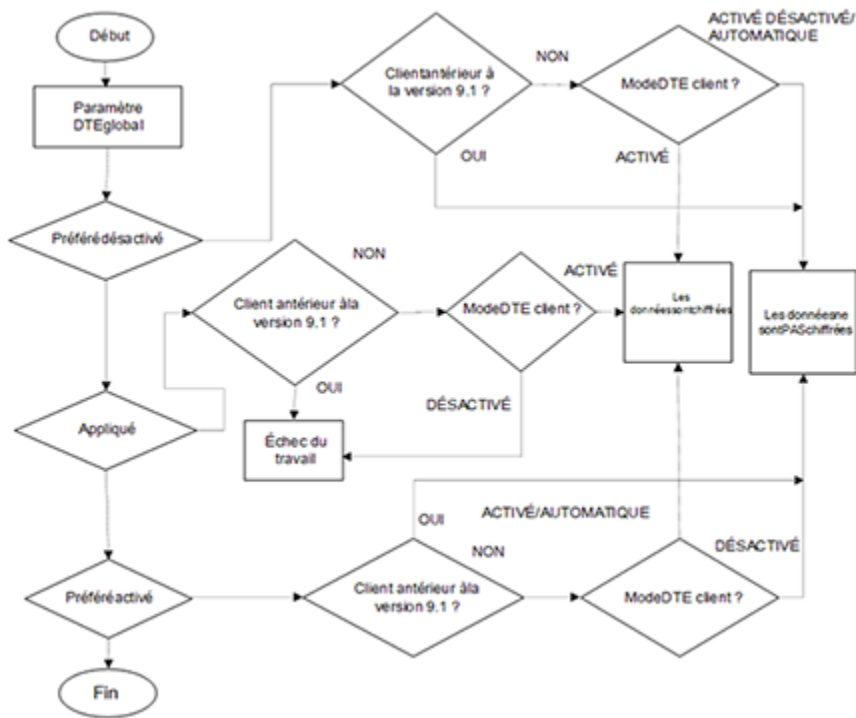 Début
Paramètre
DTEglobal
Clientantérieur à
la version 9.1 ?
NON
ModeDTE client ?
ACTIVÉ DÉSACTIVÉ/
AUTOMATIQUE
OUI
ACTIVÉ
Préférédésactivé
Client antérieur àla
version 9.1 ?
NON
ModeDTE client ?
ACTIVÉ
Les
donnéessontchiffrées
Les donnéesne
sontPASchiffrées
OUI
DÉSACTIVÉ
Appliqué
Échec du
travail
OUI
ACTIVÉ/AUTOMATIQUE
NON
DÉSACTIVÉ
Préféréactivé
Client antérieur àla
version 9.1 ?
ModeDTE client ?
Fin